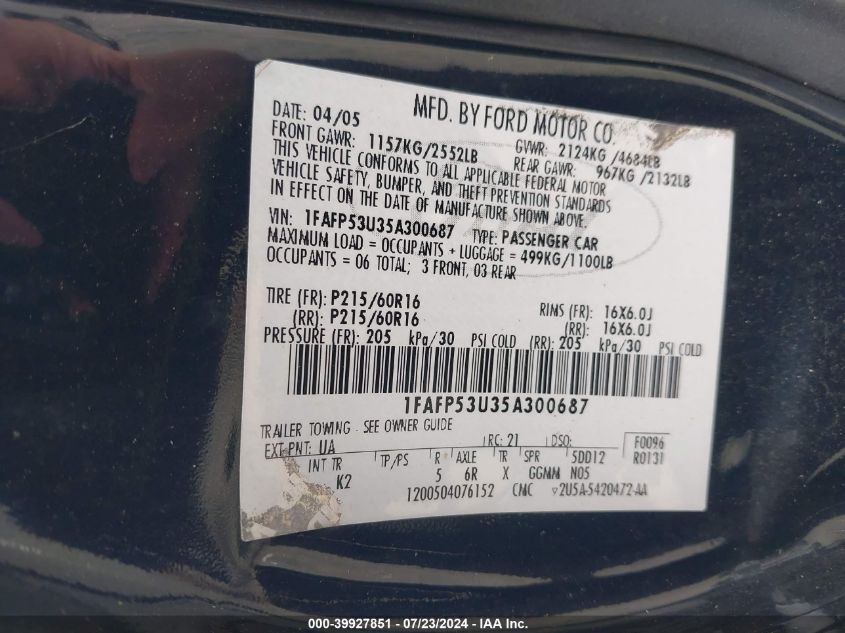 DATE: 04/05 MFD. BY FORD MOTOR CO.
FRONT GAWR: 1157KG/2552LB GVWR: 2124KG /4684LB
REAR GAWR: 967KG /2132LB
THIS VEHICLE CONFORMS TO ALL APPLICABLE FEDERAL MOTOR
VEHICLE SAFETY, BUMPER, AND THEFT PREVENTION STANDARDS
IN EFFECT ON THE DATE OF MANUFACTURE SHOWN ABOVE.
VIN: 1FAFP53U35A300687 TYPE: PASSENGER CAR
MAXIMUM LOAD = OCCUPANTS + LUGGAGE = 499KG/1100LB
OCCUPANTS = 06 TOTAL; 3 FRONT, 03 REAR
TIRE (FR): P215/60R16 RIMS (FR): 16X6.0J
(RR): P215/60R16 (RR): 16X6.0J
PRESSURE (FR): 205 kPa/30 PSI COLD (RR): 205 kPa/30 PSI COLD
1FAFP53U35A300687
TRAILER TOWING - SEE OWNER GUIDE
EXT PNT: UA RC: 21 DSO: F0096
R0131
INT TR TP/PS R AXLE TR SPR 5DD12
K2 5 6R X GGMM N05
1200504076152 CMC ▽2U5A-5420472-AA
000-39927851 - 07/23/2024 - IAA Inc.